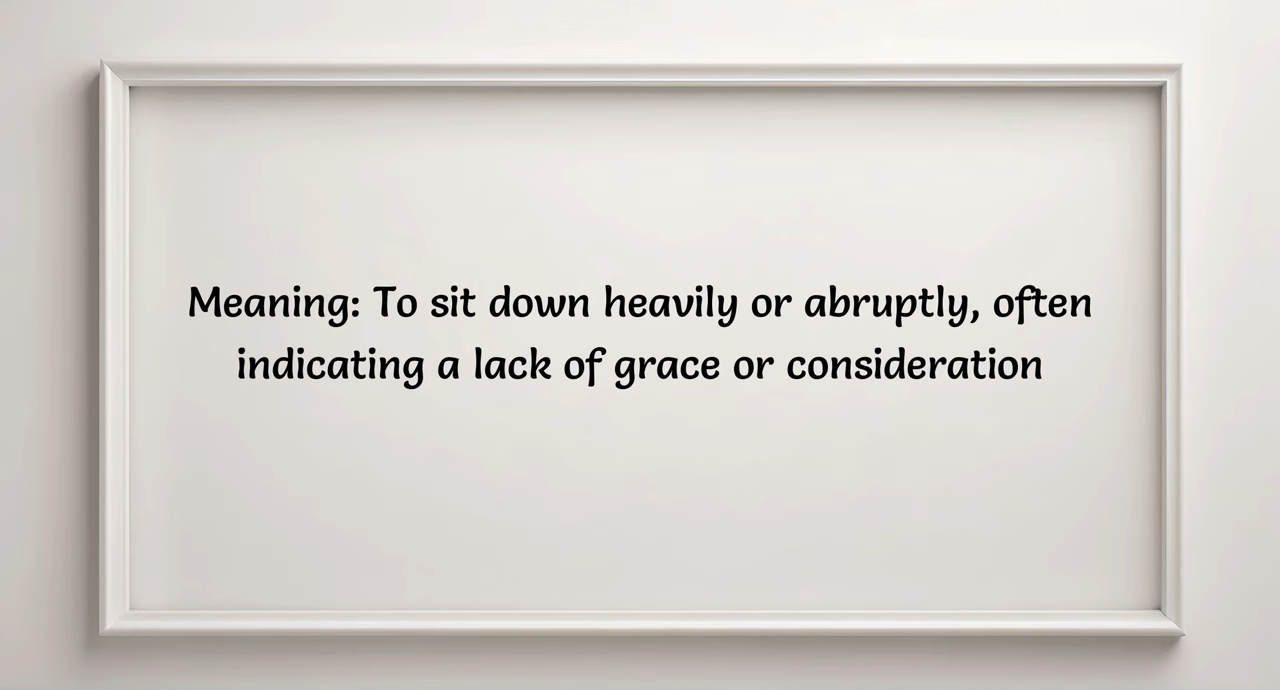 Meaning: To sit down heavily or abruptly, often
indicating a lack of grace or consideration